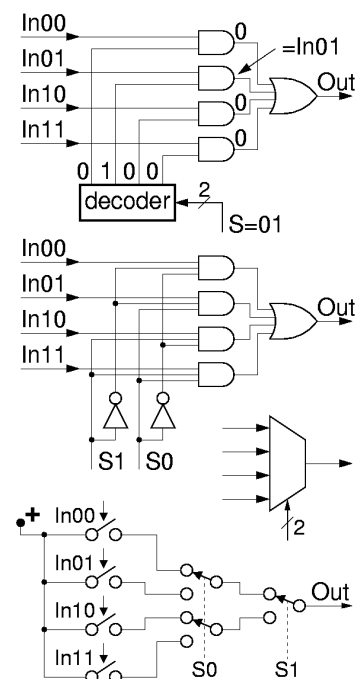 In00
0
In01
=In01
In10
0
Out
In11
0
0 1 0 0
decoder
2
S=01
In00
In01
In10
Out
In11
S1 S0
2
+
In00
In01
In10
Out
In11
S0
S1